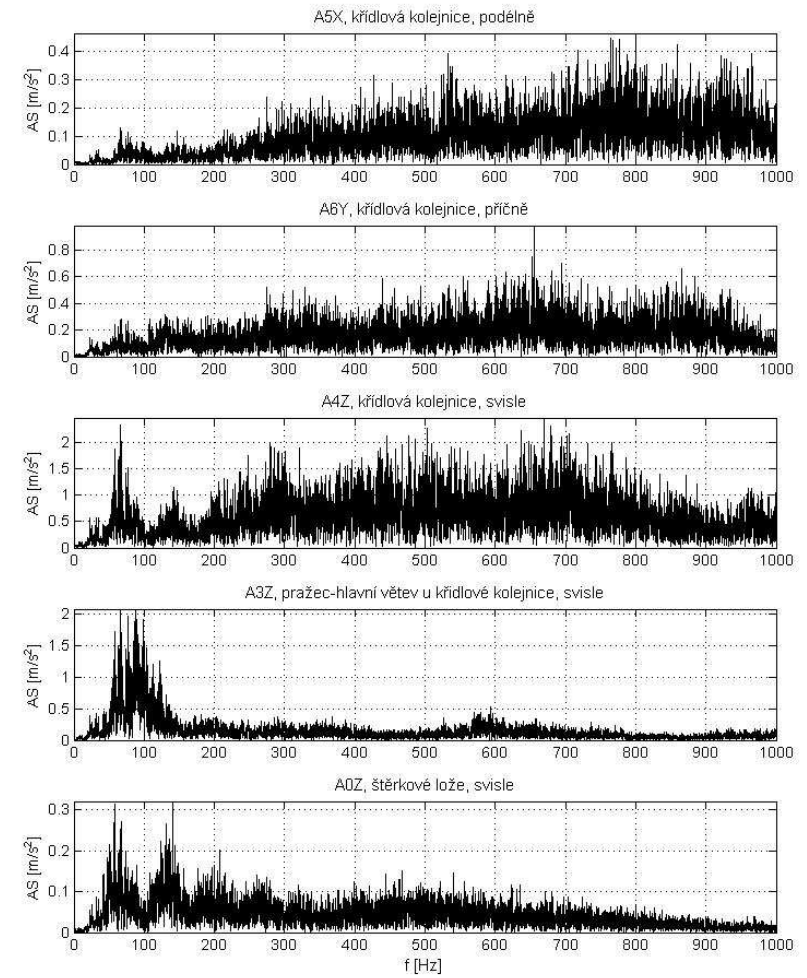 A5X, křídlová kolejnice, podélně
AS [m/s²]
0.4
0.3
0.2
0.1
0
0 100 200 300 400 500 600 700 800 900 1000
A6Y, křídlová kolejnice, příčně
AS [m/s²]
0.8
0.6
0.4
0.2
0
0 100 200 300 400 500 600 700 800 900 1000
A4Z, křídlová kolejnice, svisle
AS [m/s²]
2
1.5
1
0.5
0
0 100 200 300 400 500 600 700 800 900 1000
A3Z, pražec-hlavní větev u křídlové kolejnice, svisle
AS [m/s²]
2
1.5
1
0.5
0
0 100 200 300 400 500 600 700 800 900 1000
A0Z, štěrkové lože, svisle
AS [m/s²]
0.3
0.2
0.1
0
0 100 200 300 400 500 600 700 800 900 1000
f [Hz]